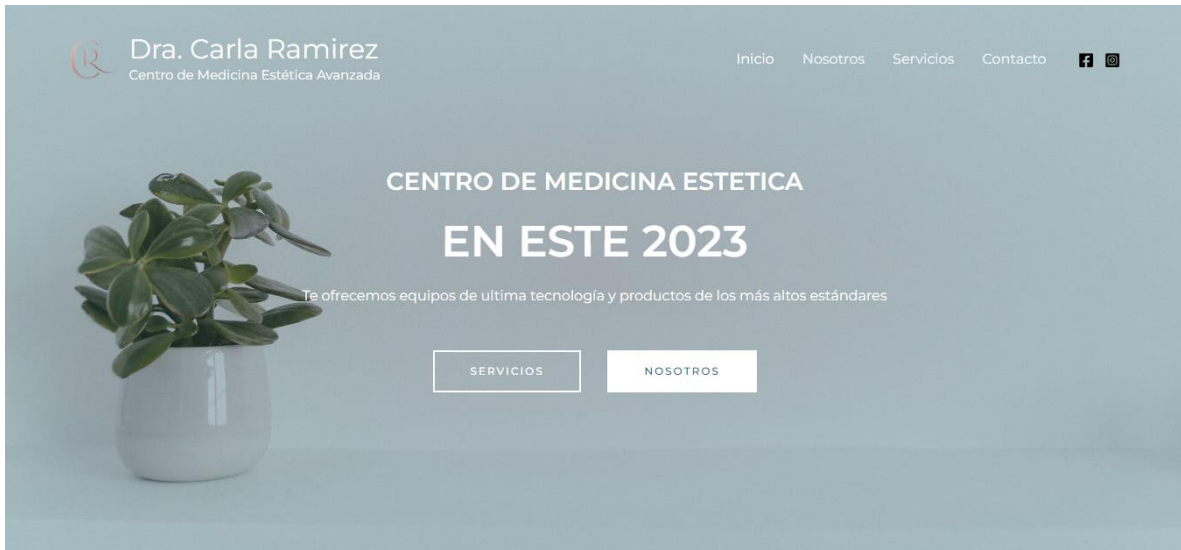 Dra. Carla Ramirez
Centro de Medicina Estética Avanzada
Inicio Nosotros Servicios Contacto
CENTRO DE MEDICINA ESTETICA
EN ESTE 2023
Te ofrecemos equipos de ultima tecnología y productos de los más altos estándares
SERVICIOS NOSOTROS